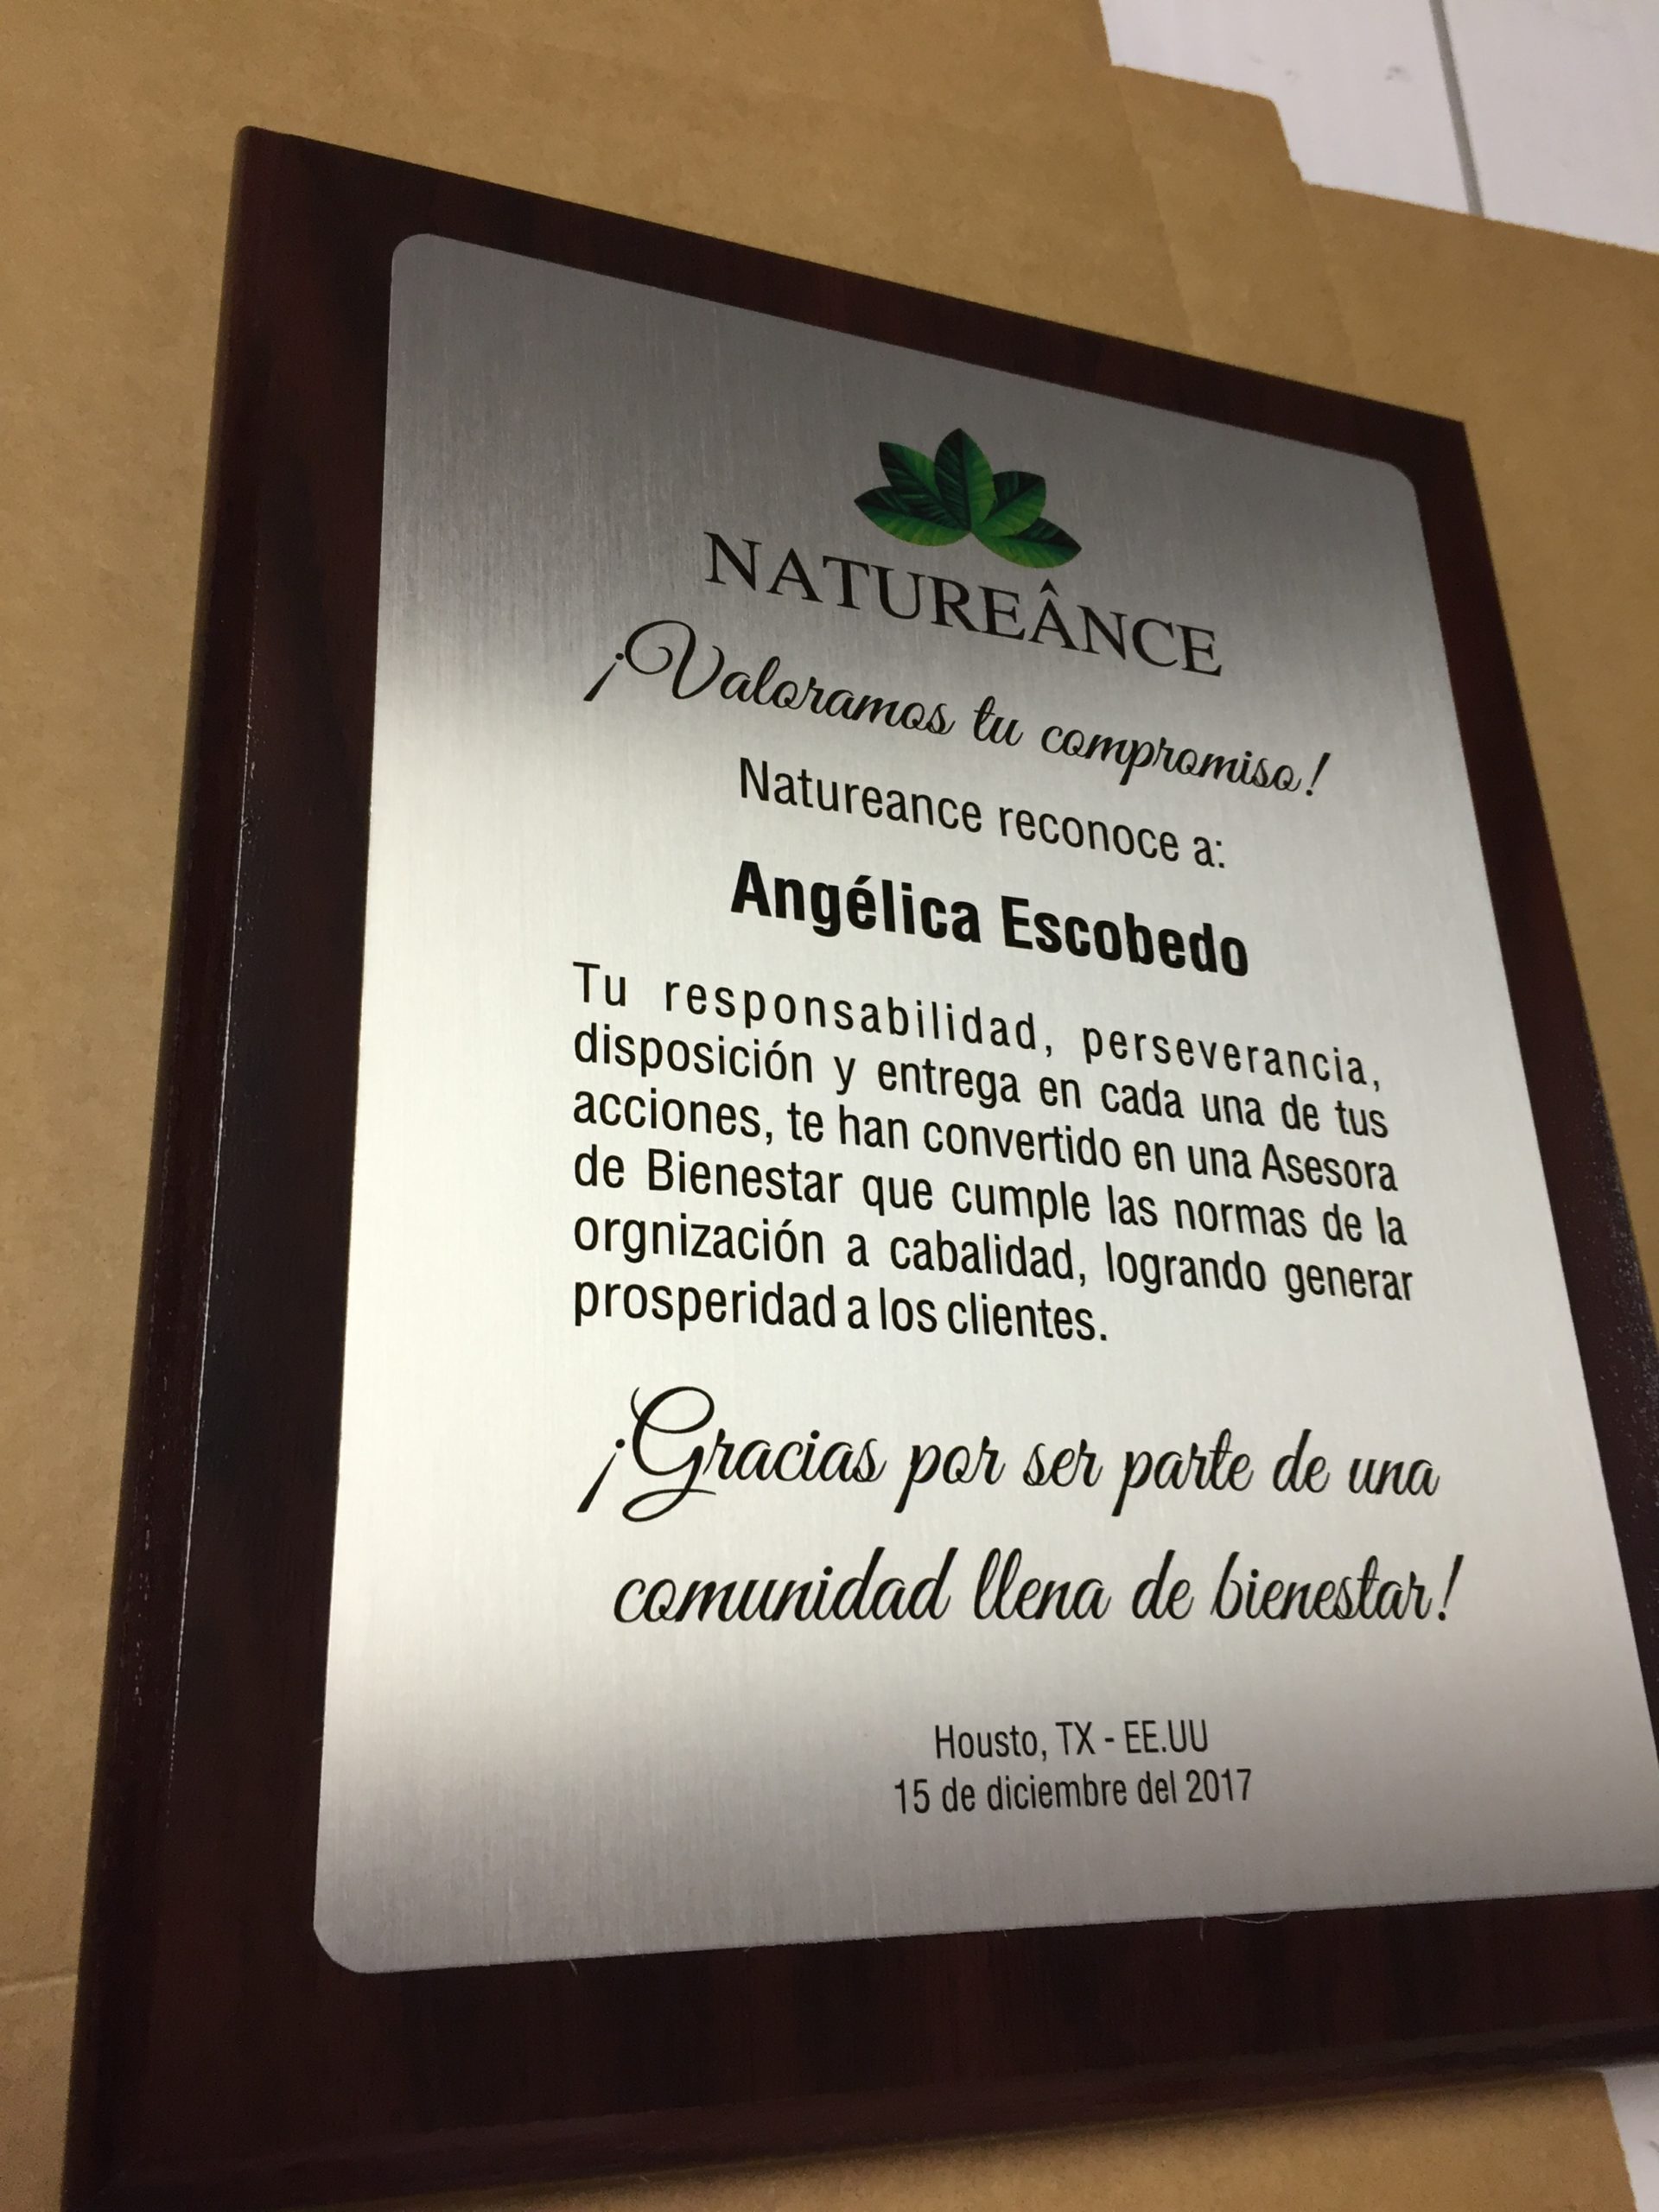 NATUREÂNCE
¡Valoramos tu compromiso!
Natureance reconoce a:
Angélica Escobedo
Tu responsabilidad, perseverancia,
disposición y entrega en cada una de tus
acciones, te han convertido en una Asesora
de Bienestar que cumple las normas de la
orgnización a cabalidad, logrando generar
prosperidad a los clientes.
¡Gracias por ser parte de una
comunidad llena de bienestar!
Housto, TX - EE.UU
15 de diciembre del 2017